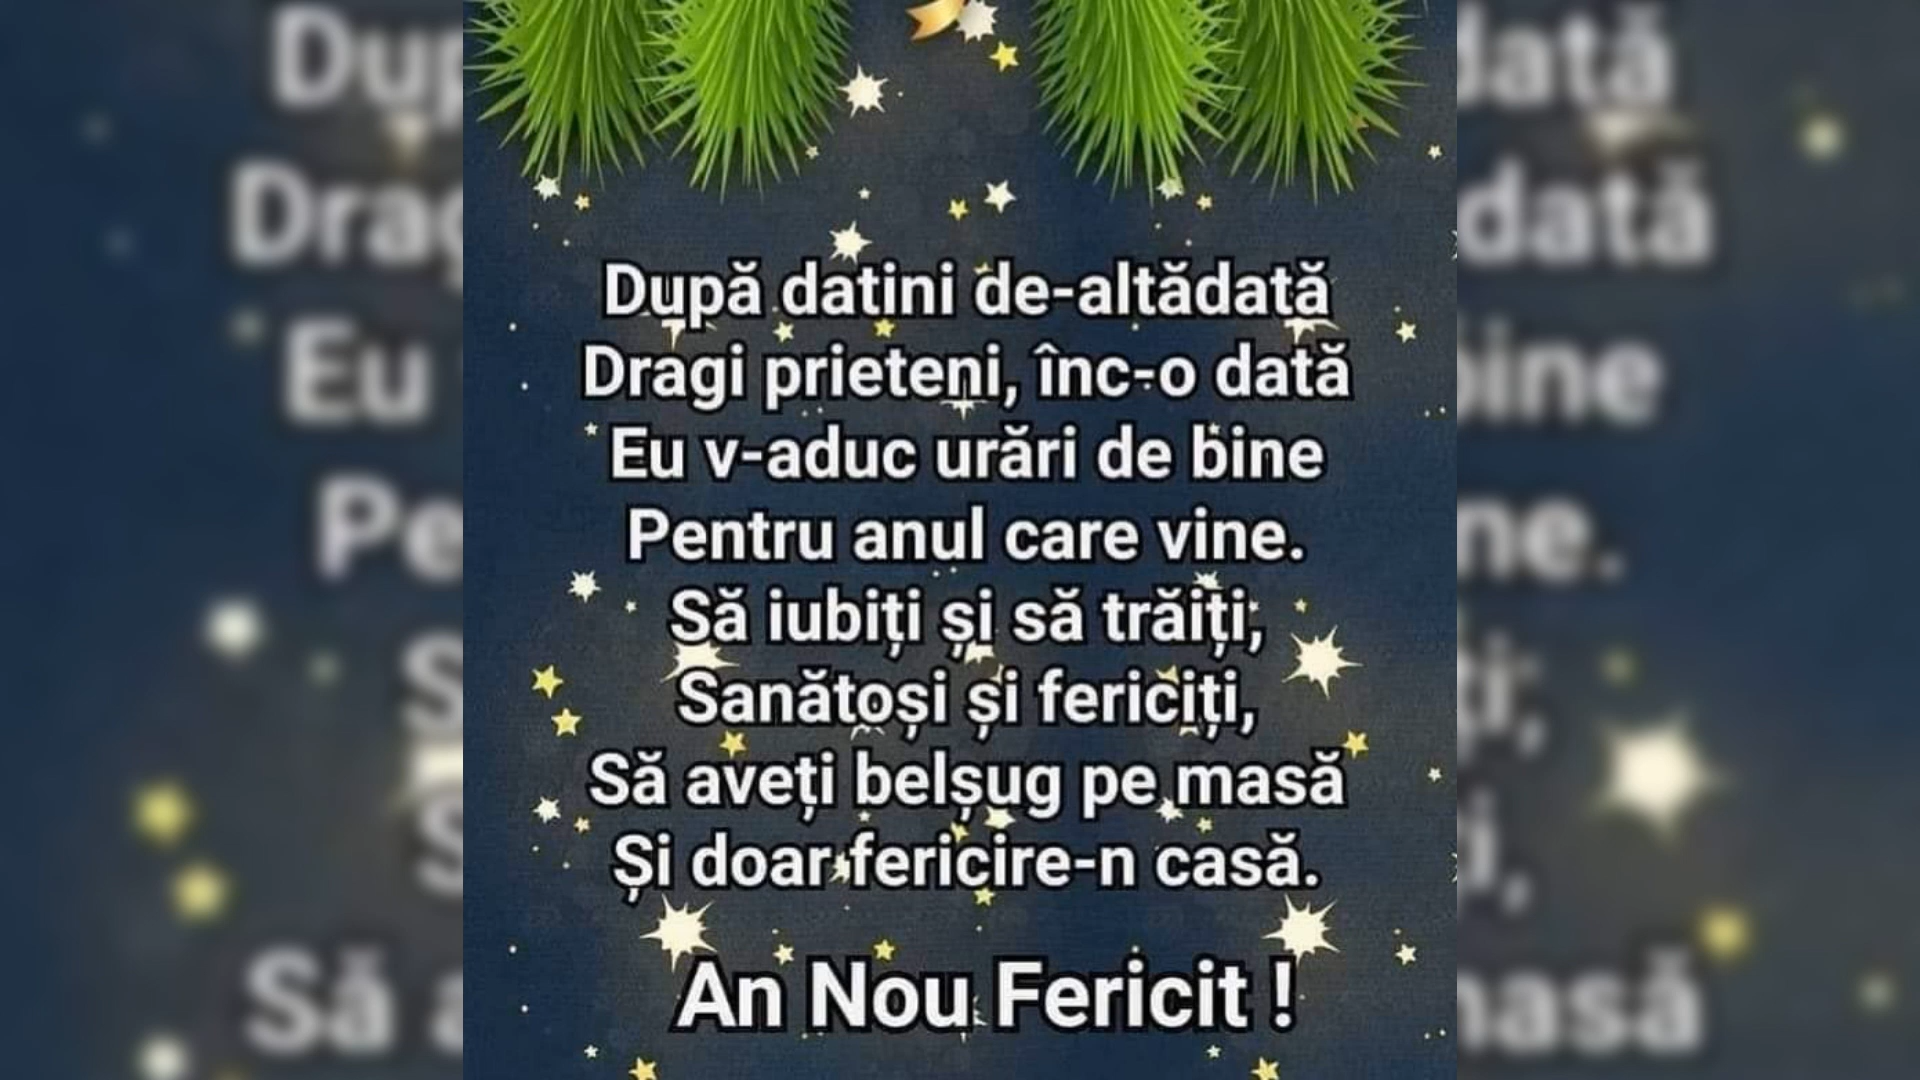 După datini de-altădată
Dragi prieteni, înc-o dată
Eu v-aduc urări de bine
Pentru anul care vine.
Să iubiți și să trăiți,
Sanătoși și fericiți,
Să aveți belșug pe masă
Și doar fericire-n casă.
An Nou Fericit !